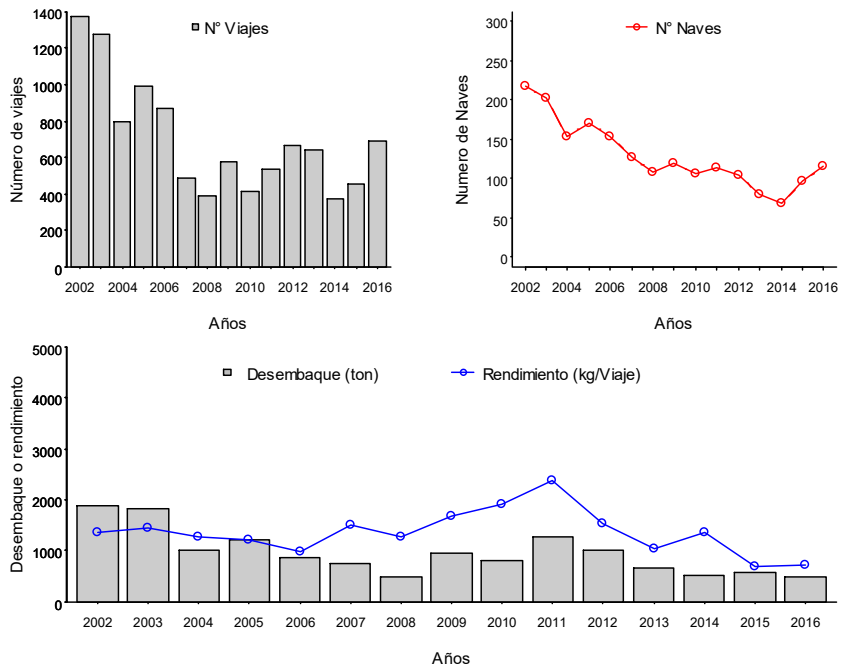 N° Viajes
Número de viajes
1400
1200
1000
800
600
400
200
0
2002 2004 2006 2008 2010 2012 2014 2016
Años
N° Naves
Numero de Naves
300
250
200
150
100
50
0
2002 2004 2006 2008 2010 2012 2014 2016
Años
Desembaque (ton) Rendimiento (kg/Viaje)
Desembaque o rendimiento
5000
4000
3000
2000
1000
0
2002 2003 2004 2005 2006 2007 2008 2009 2010 2011 2012 2013 2014 2015 2016
Años